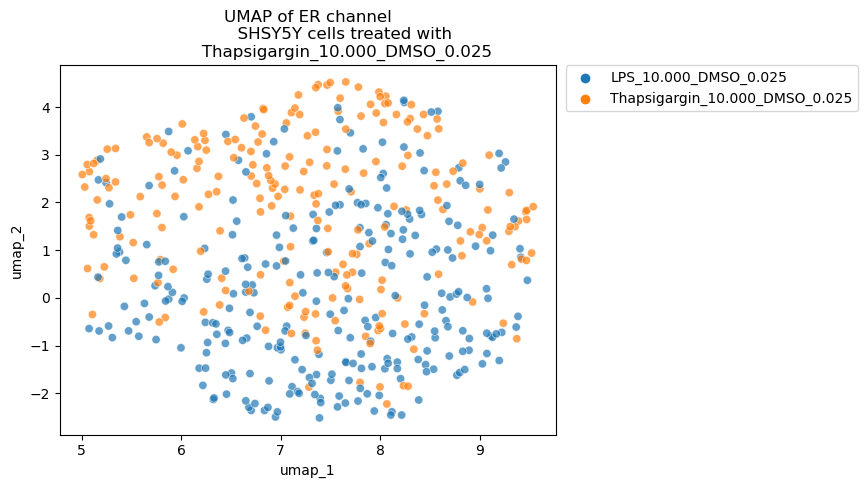 UMAP of ER channel
SHSY5Y cells treated with
Thapsigargin_10.000_DMSO_0.025
LPS_10.000_DMSO_0.025
Thapsigargin_10.000_DMSO_0.025
4
3
2
1
0
−1
−2
umap_2
5 6 7 8 9
umap_1